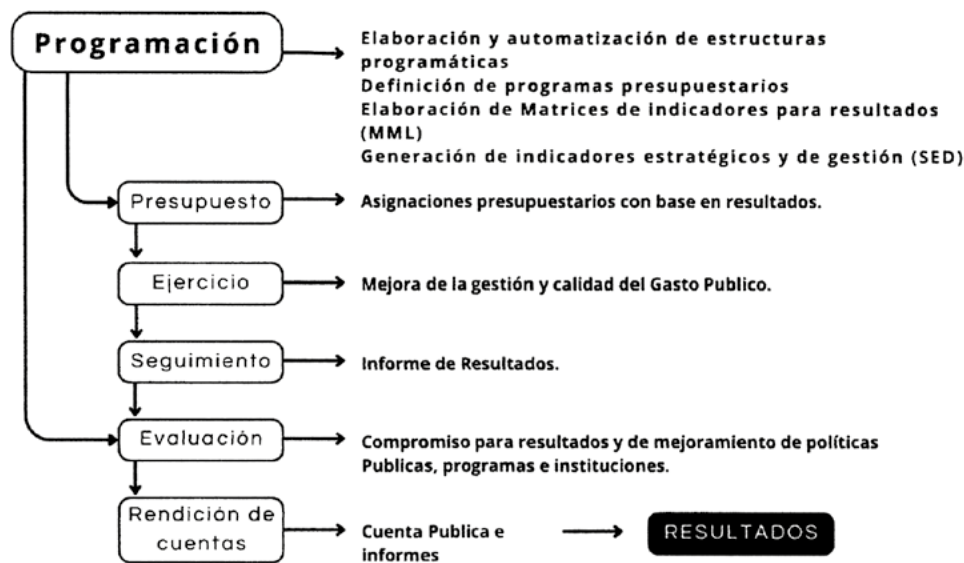 Programación
Elaboración y automatización de estructuras
programáticas
Definición de programas presupuestarios
Elaboración de Matrices de indicadores para resultados
(MML)
Generación de indicadores estratégicos y de gestión (SED)
Presupuesto
Asignaciones presupuestarios con base en resultados.
Ejercicio
Mejora de la gestión y calidad del Gasto Publico.
Seguimiento
Informe de Resultados.
Evaluación
Compromiso para resultados y de mejoramiento de políticas
Publicas, programas e instituciones.
Rendición de
cuentas
Cuenta Publica e
informes
RESULTADOS